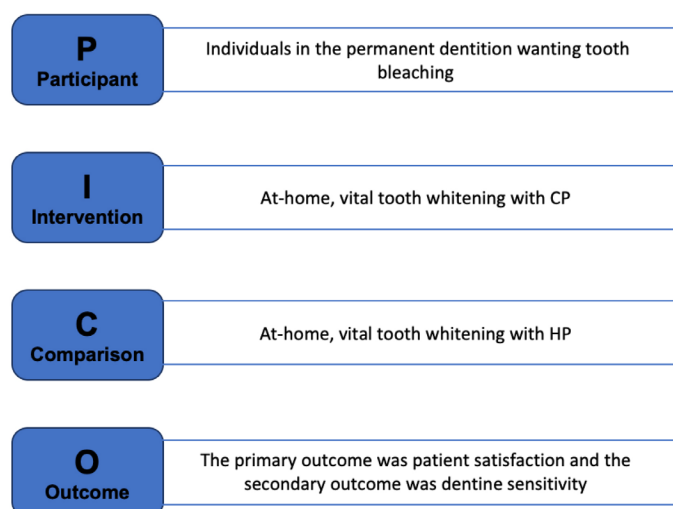 P
Participant
Individuals in the permanent dentition wanting tooth
bleaching
I
Intervention
At-home, vital tooth whitening with CP
C
Comparison
At-home, vital tooth whitening with HP
O
Outcome
The primary outcome was patient satisfaction and the
secondary outcome was dentine sensitivity